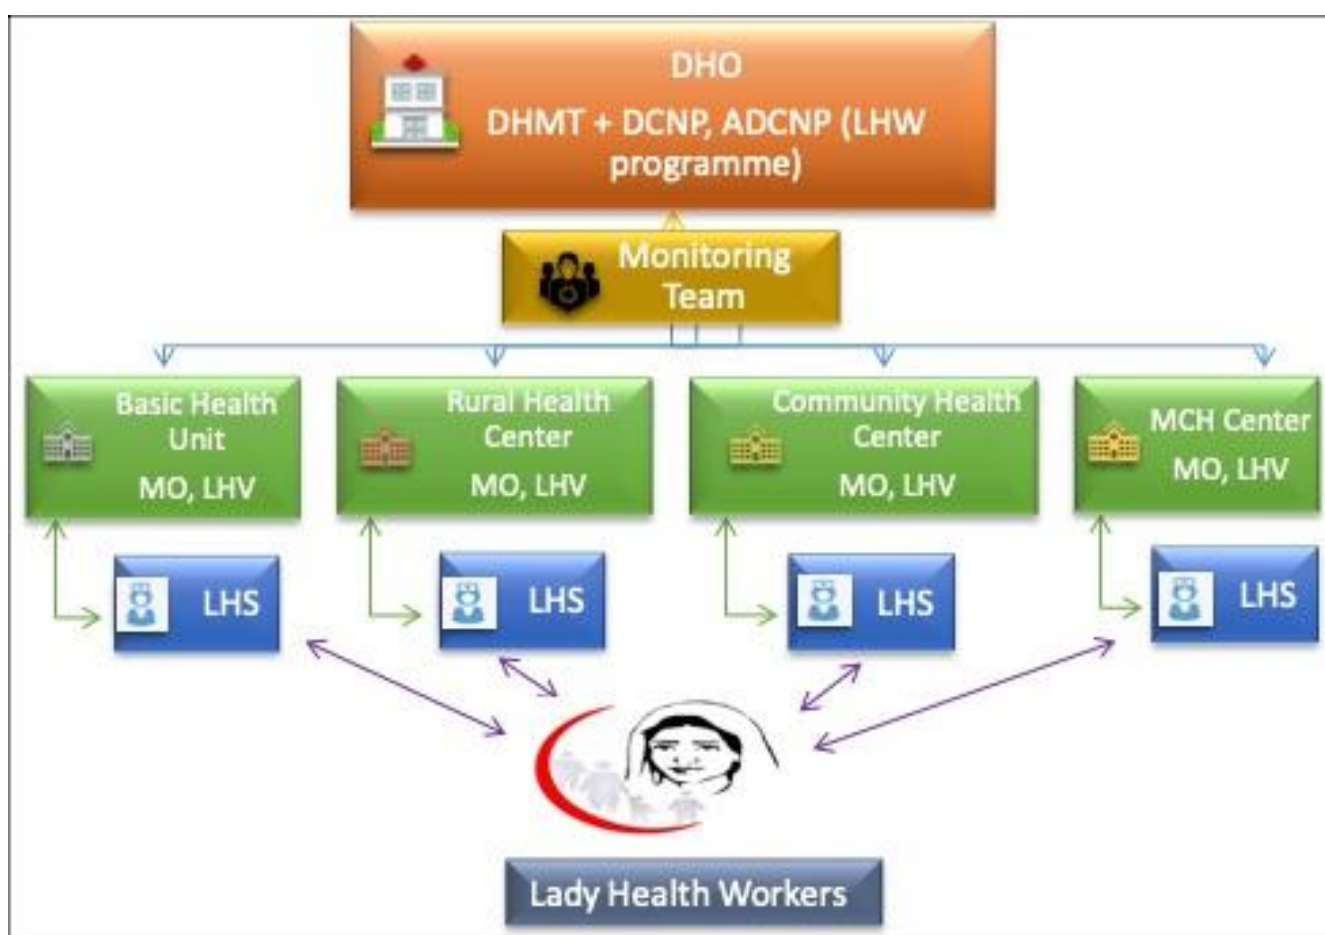 DHO
DHMT + DCNP, ADCNP (LHW
programme)
Monitoring
Team
Basic Health
Unit
MO, LHV
Rural Health
Center
MO, LHV
Community Health
Center
MO, LHV
MCH Center
MO, LHV
LHS
LHS
LHS
LHS
Lady Health Workers